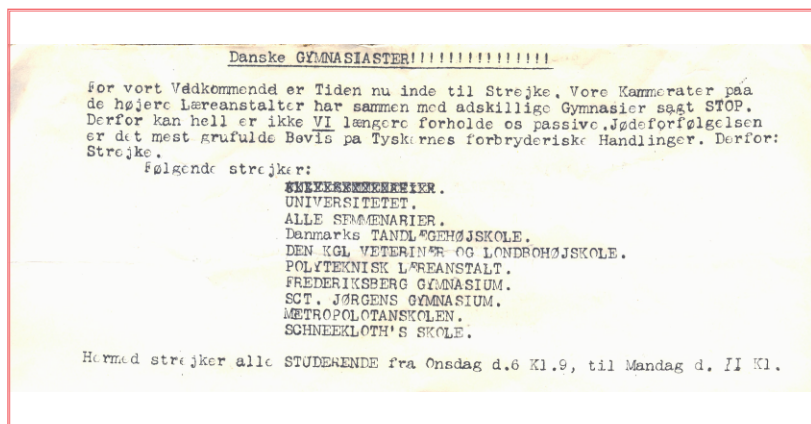 Danske GYMNASIASTER!!!!!!!!!!!!!!!
For vort Vedkommende er Tiden nu inde til Strejke. Vore Kammerater paa
de højere Læreanstalter har sammen med adskillige Gymnasier sagt STOP.
Derfor kan hell er ikke VI længere forholde os passive.Jødeforfølgelsen
er det mest grufulde Bevis pa Tyskernes forbryderiske Handlinger. Derfor:
Strejke.
Følgende strejker:
UNIVERSITETET.
ALLE SEMMENARIER.
Danmarks TANDLÆGEHØJSKOLE.
DEN KGL VETERINÆR OG LONDBOHØJSKOLE.
POLYTEKNISK LÆREANSTALT.
FREDERIKSBERG GYMNASIUM.
SCT. JØRGENS GYMNASIUM.
METROPOLOTANSKOLEN.
SCHNEEKLOTH'S SKOLE.
Hermed strejker alle STUDERENDE fra Onsdag d.6 Kl.9, til Mandag d. II Kl.